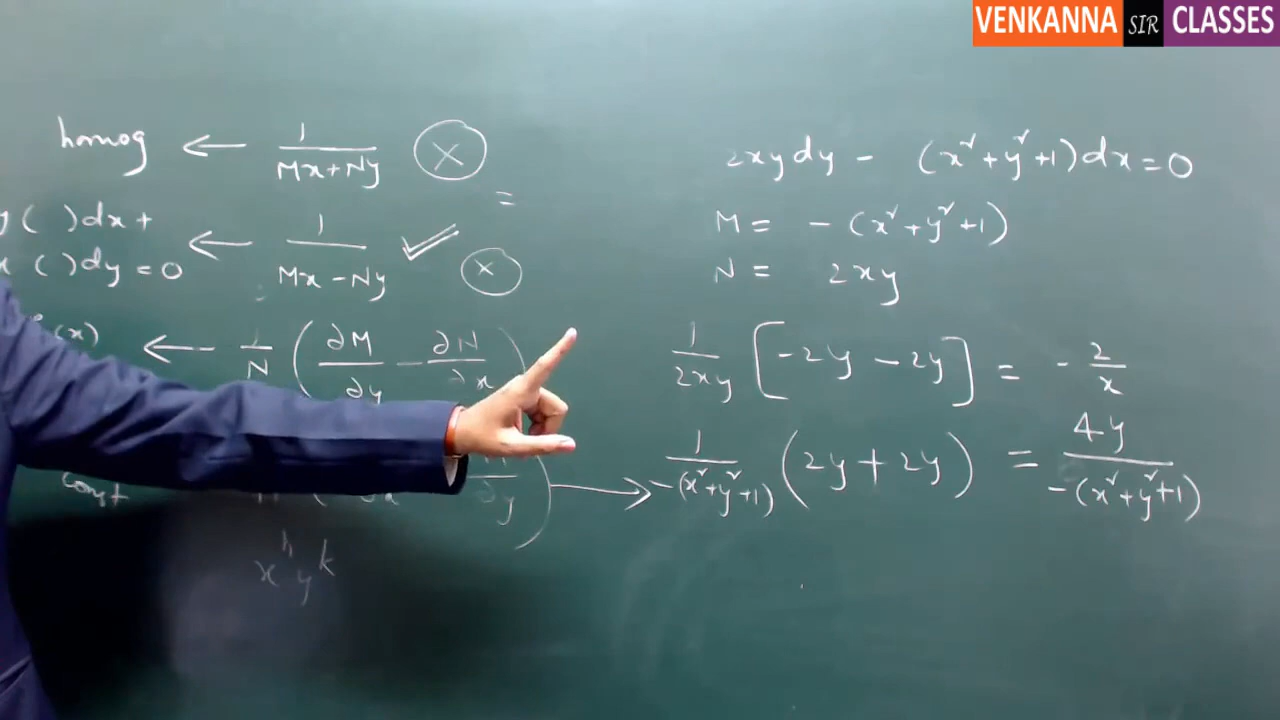 VENKANNA SIR CLASSES
homog ← 1/(Mx+Ny) ×
=
( )dx +
( )dy = 0 ← 1/(Mx-Ny) ✓ ×
(x) ← 1/N (∂M/∂y - ∂N/∂x)
Const
x^h y^k
2xydy - (x²+y²+1)dx=0
M = -(x²+y²+1)
N = 2xy
1/2xy [-2y - 2y] = -2/x
→ 1/-(x²+y²+1) (2y+2y) = 4y/-(x²+y²+1)